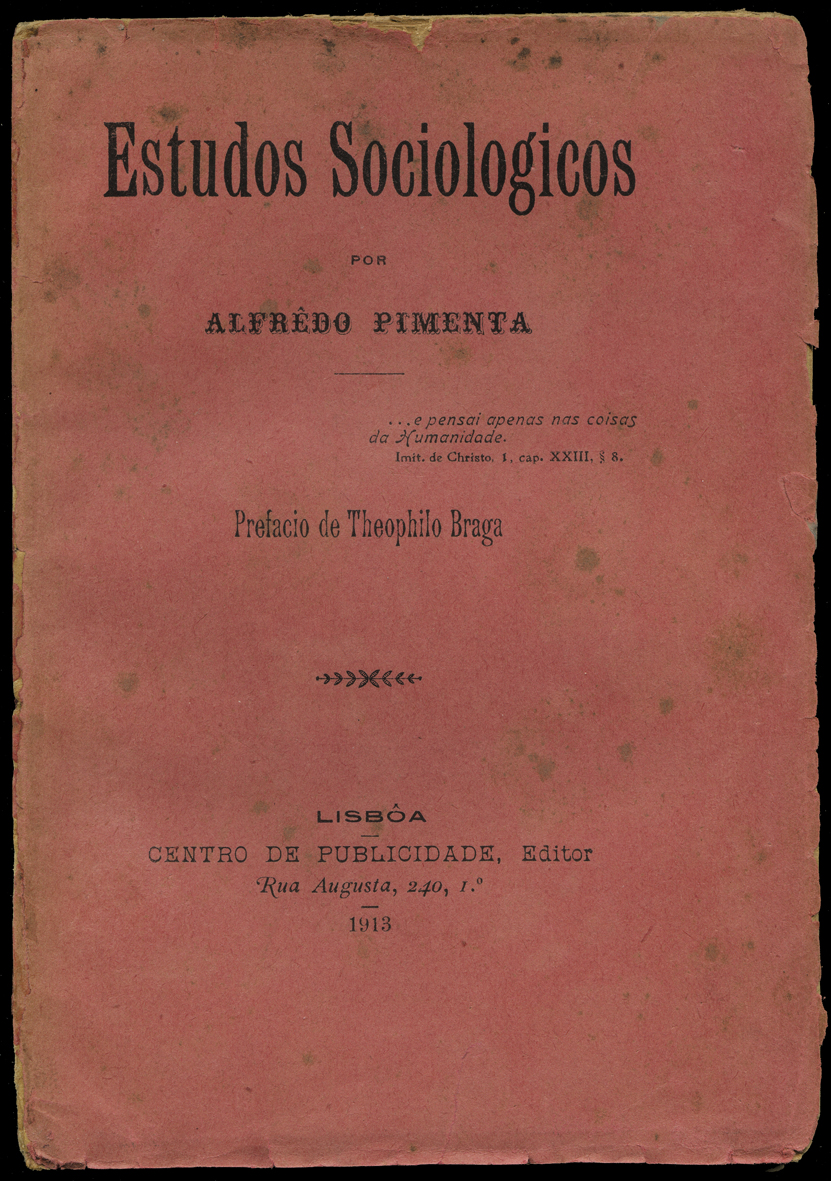 Estudos Sociologicos
POR
ALFRÊDO PIMENTA
...e pensai apenas nas coisas
da Humanidade.
Imit. de Christo, 1, cap. XXIII, § 8.
Prefacio de Theophilo Braga
LISBÔA
CENTRO DE PUBLICIDADE, Editor
Rua Augusta, 240, 1.º
1913